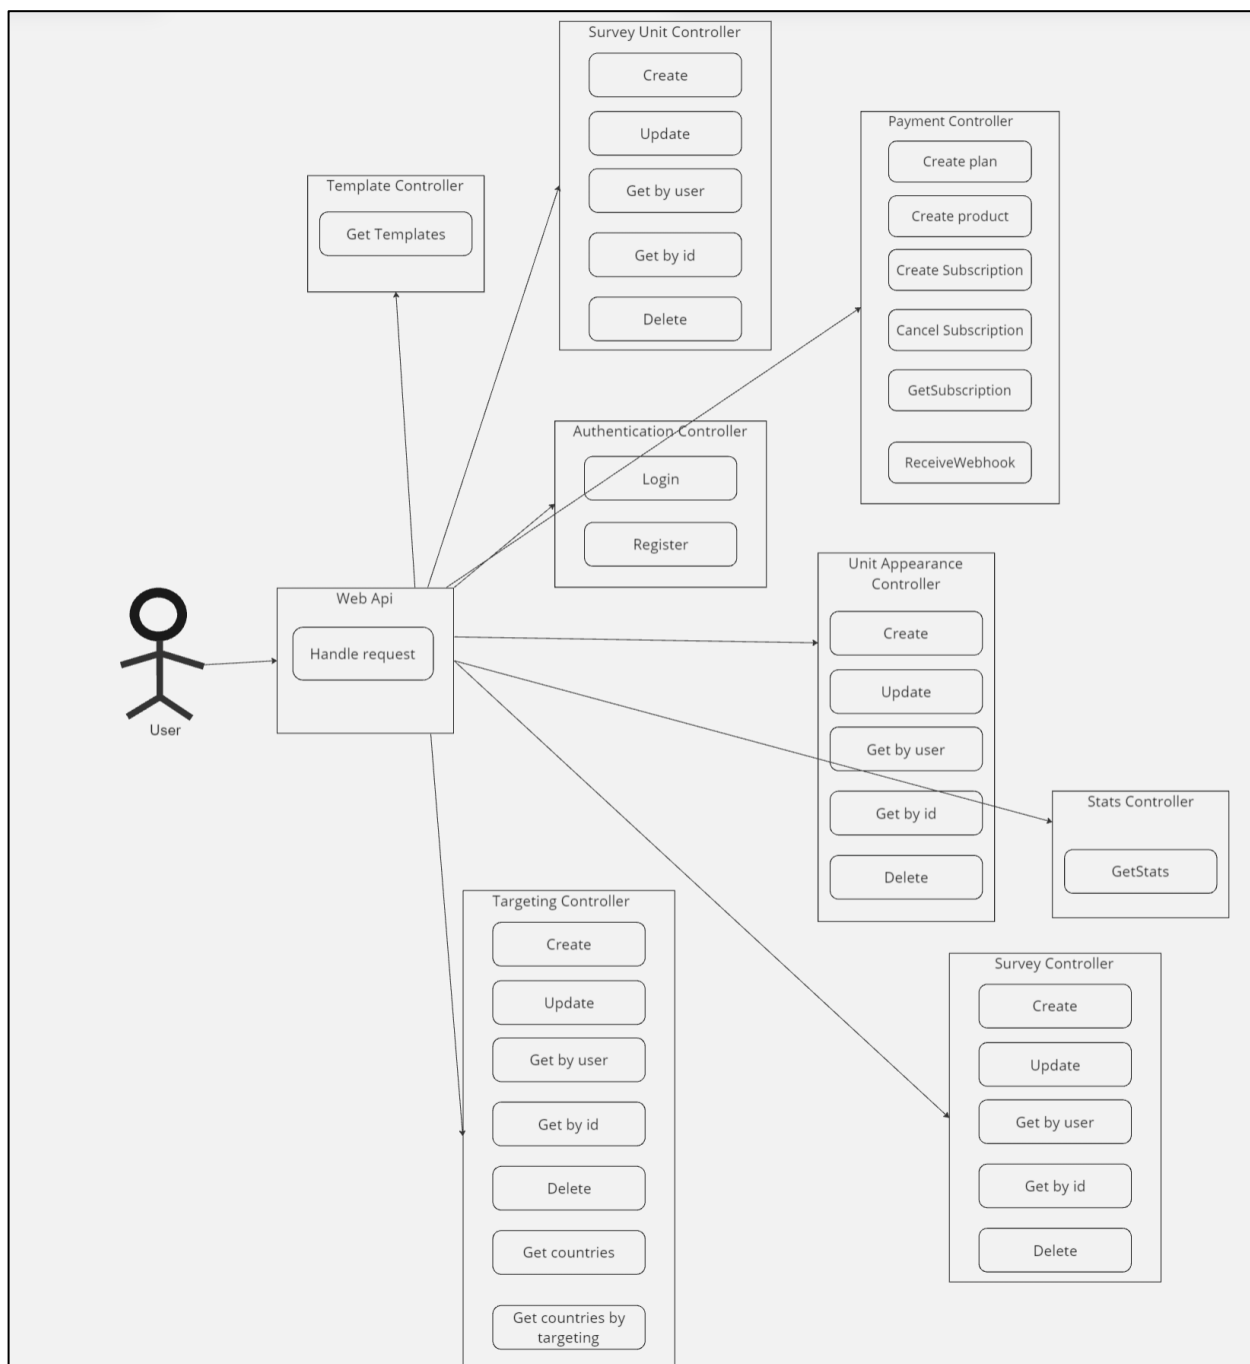 Survey Unit Controller
Create
Update
Get by user
Get by id
Delete
Payment Controller
Create plan
Create product
Create Subscription
Cancel Subscription
GetSubscription
ReceiveWebhook
Template Controller
Get Templates
Authentication Controller
Login
Register
Web Api
Handle request
User
Unit Appearance
Controller
Create
Update
Get by user
Get by id
Delete
Stats Controller
GetStats
Targeting Controller
Create
Update
Get by user
Get by id
Delete
Get countries
Get countries by
targeting
Survey Controller
Create
Update
Get by user
Get by id
Delete